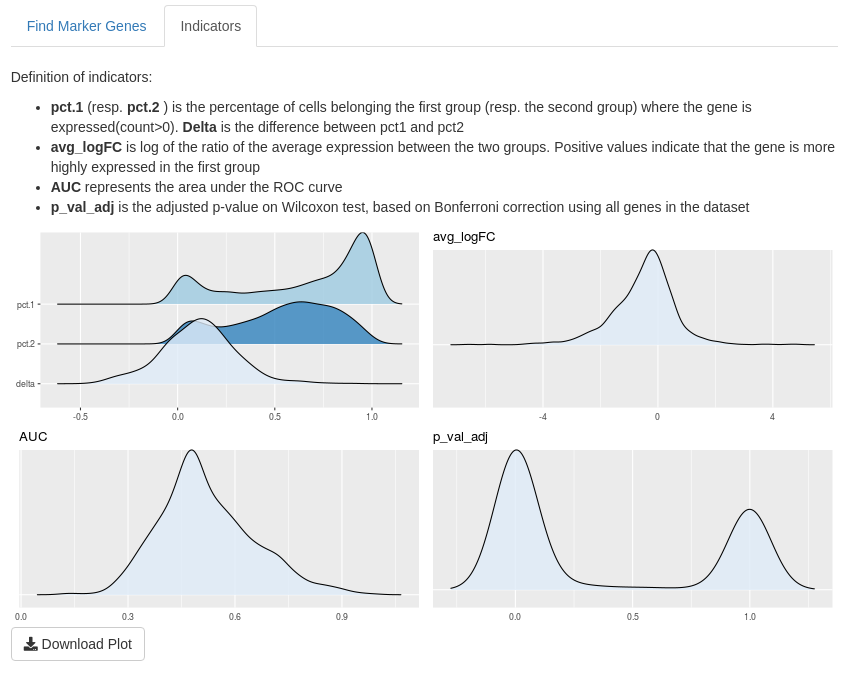 Find Marker Genes
Indicators
Definition of indicators:
• pct.1 (resp. pct.2 ) is the percentage of cells belonging the first group (resp. the second group) where the gene is
expressed(count>0). Delta is the difference between pct1 and pct2
• avg_logFC is log of the ratio of the average expression between the two groups. Positive values indicate that the gene is more
highly expressed in the first group
• AUC represents the area under the ROC curve
• p_val_adj is the adjusted p-value on Wilcoxon test, based on Bonferroni correction using all genes in the dataset
pct.1
pct.2
delta
-0.5 0.0 0.5 1.0
avg_logFC
-4 0 4
AUC
0.0 0.3 0.6 0.9
p_val_adj
0.0 0.5 1.0
Download Plot